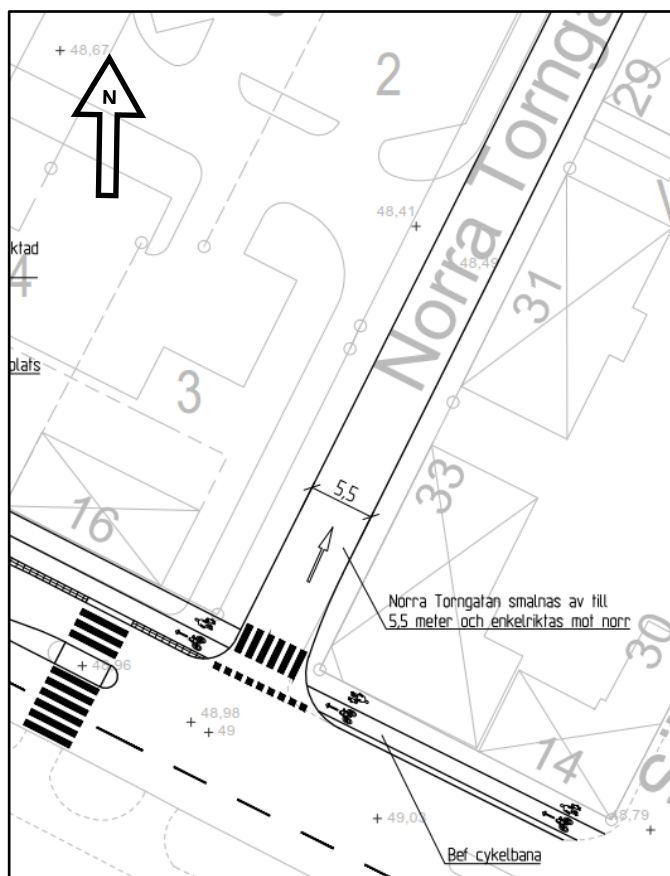 48,67
N
2
29
Norra Tornga
48,41
48,49
ktad
4
31
plats
3
33
5,5
16
Norra Torngatan smalnas av till
5,5 meter och enkelriktas mot norr
30
48,96
48,98
49
14
49,03
48,79
Bef cykelbana